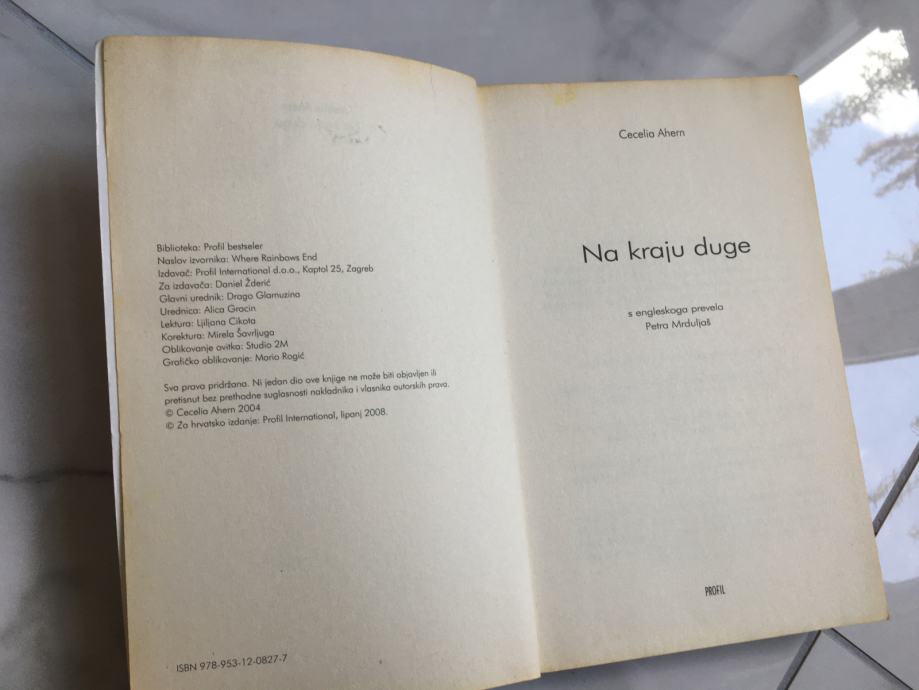 Biblioteka: Profil bestseler
Naslov izvornika: Where Rainbows End
Izdavač: Profil International d.o.o., Kaptol 25, Zagreb
Za izdavača: Daniel Žderić
Glavni urednik: Drago Glamuzina
Urednica: Alica Gracin
Lektura: Ljiljana Cikota
Korektura: Mirela Šavrljuga
Oblikovanje ovitka: Studio 2M
Grafičko oblikovanje: Mario Rogić
Sva prava pridržana. Ni jedan dio ove knjige ne može biti objavljen ili
pretisnut bez prethodne suglasnosti nakladnika i vlasnika autorskih prava.
© Cecelia Ahern 2004
© Za hrvatsko izdanje: Profil International, lipanj 2008.
ISBN 978-953-12-0827-7
Cecelia Ahern
Na kraju duge
s engleskoga prevela
Petra Mrduljaš
PROFIL